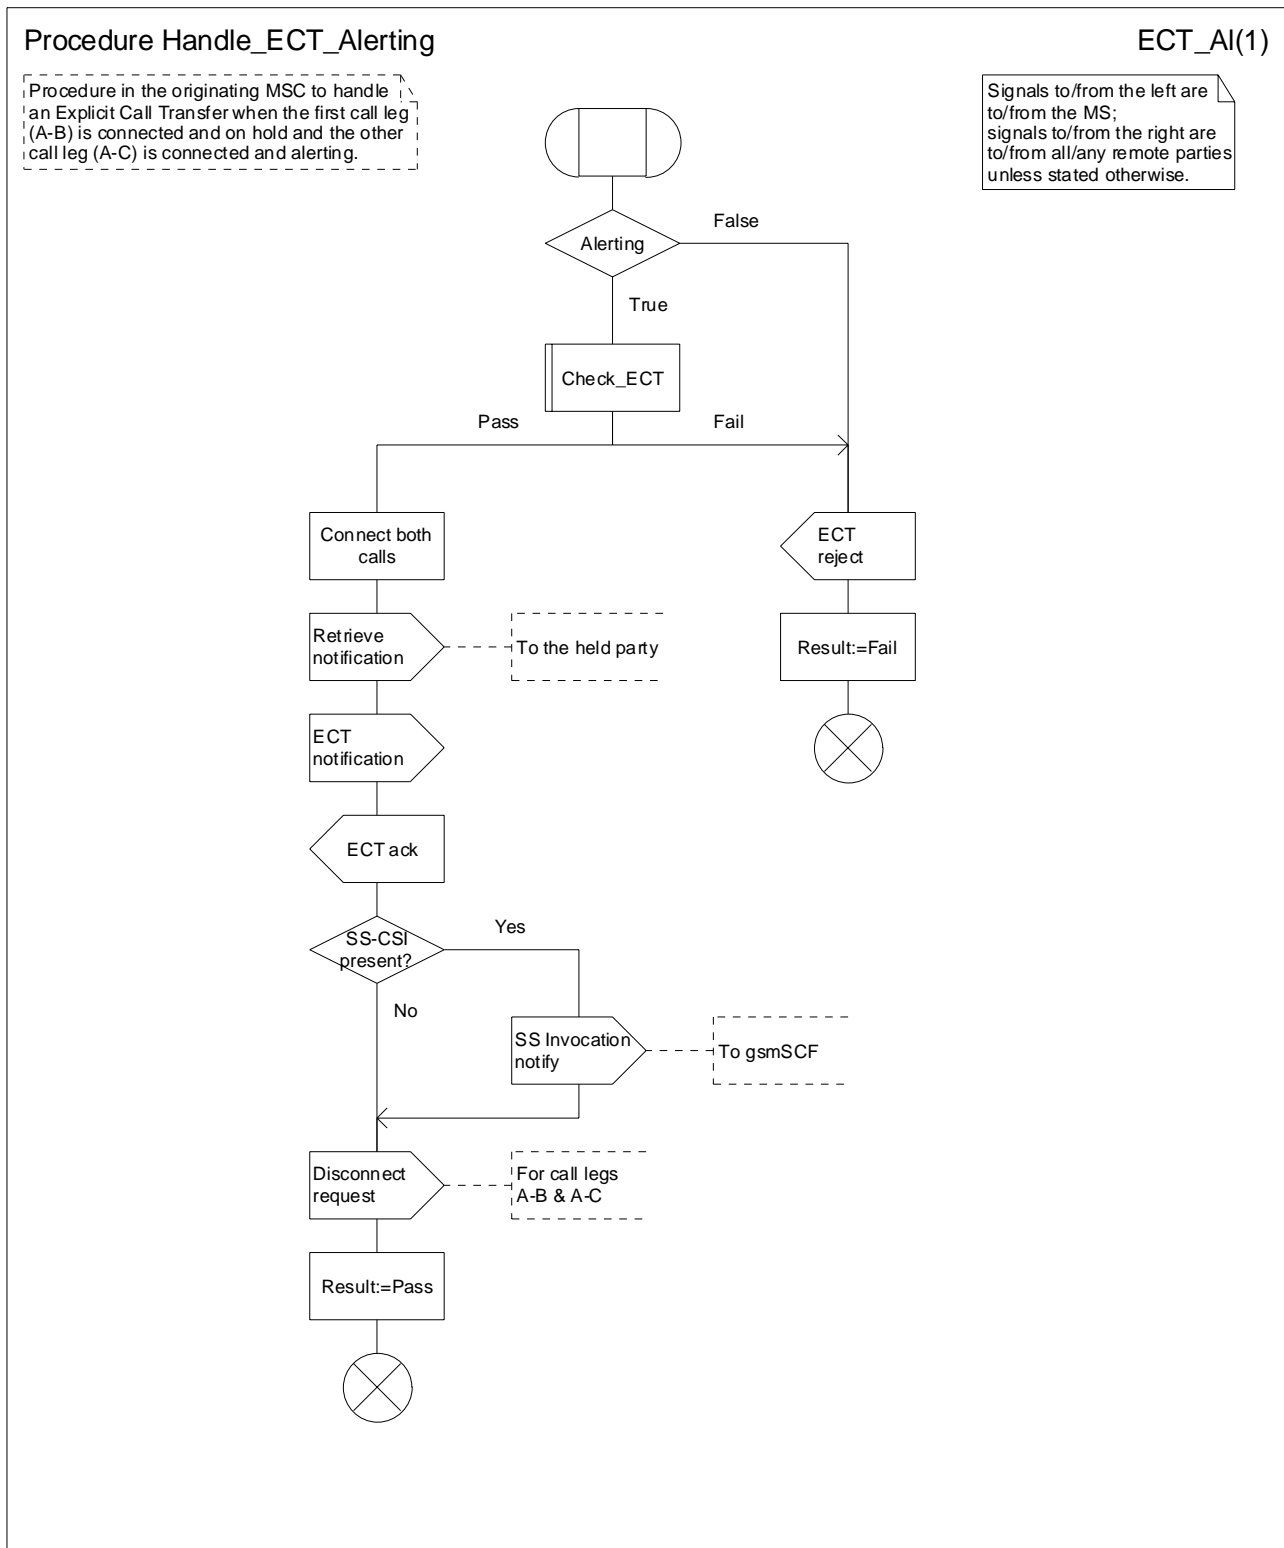 Procedure Handle_ECT_Alerting
ECT_Al(1)
Procedure in the originating MSC to handle
an Explicit Call Transfer when the first call leg
(A-B) is connected and on hold and the other
call leg (A-C) is connected and alerting.
Signals to/from the left are
to/from the MS;
signals to/from the right are
to/from all/any remote parties
unless stated otherwise.
Alerting
False
True
Check_ECT
Pass
Fail
Connect both
calls
ECT
reject
Retrieve
notification
To the held party
Result:=Fail
ECT
notification
ECT ack
SS-CSI
present?
Yes
No
SS Invocation
notify
To gsmSCF
Disconnect
request
For call legs
A-B & A-C
Result:=Pass